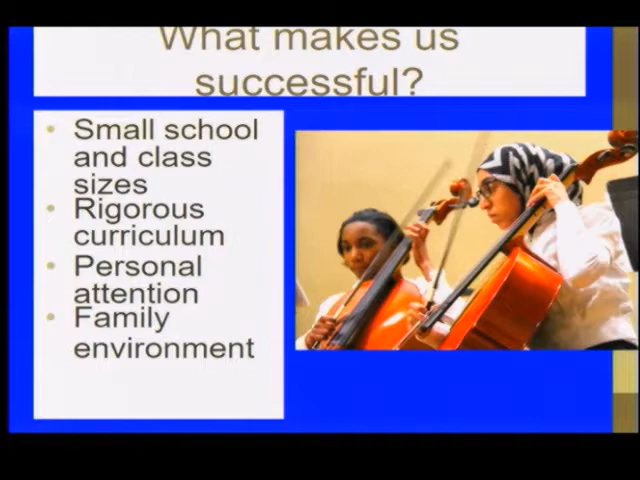 What makes us
successful?
• Small school
and class
sizes
• Rigorous
curriculum
• Personal
attention
• Family
environment